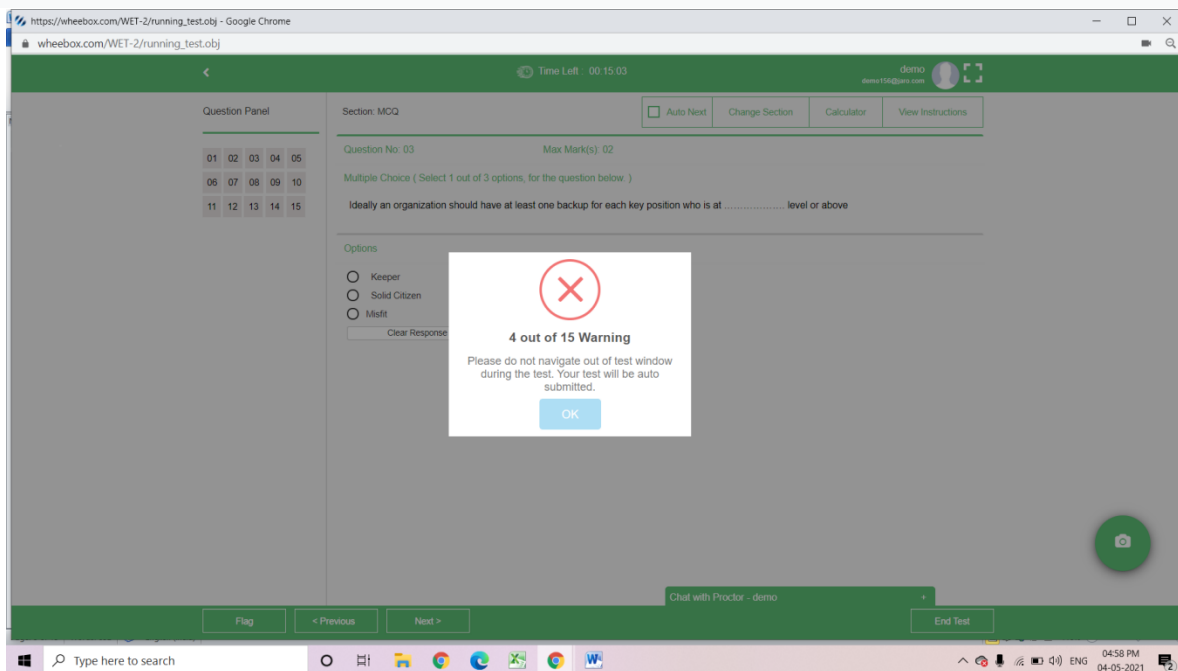 https://wheebox.com/WET-2/running_test.obj - Google Chrome
wheebox.com/WET-2/running_test.obj
Time Left : 00:15:03
demo
demo156@jaro.com
Question Panel
Section: MCQ
Auto Next
Change Section
Calculator
View Instructions
01 02 03 04 05
06 07 08 09 10
11 12 13 14 15
Question No: 03
Max Mark(s): 02
Multiple Choice ( Select 1 out of 3 options, for the question below. )
Ideally an organization should have at least one backup for each key position who is at ................... level or above
Options
Keeper
Solid Citizen
Misfit
Clear Response
4 out of 15 Warning
Please do not navigate out of test window
during the test. Your test will be auto
submitted.
OK
Chat with Proctor - demo +
Flag
< Previous
Next >
End Test
Type here to search
ENG
04:58 PM
04-05-2021
2